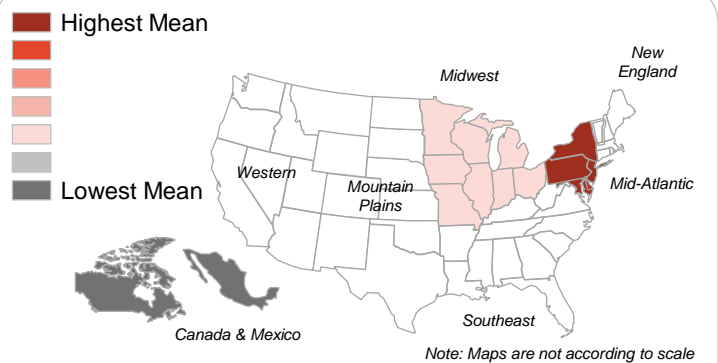 Highest Mean
New
England
Midwest
Western
Mountain
Plains
Mid-Atlantic
Lowest Mean
Southeast
Canada & Mexico
Note: Maps are not according to scale